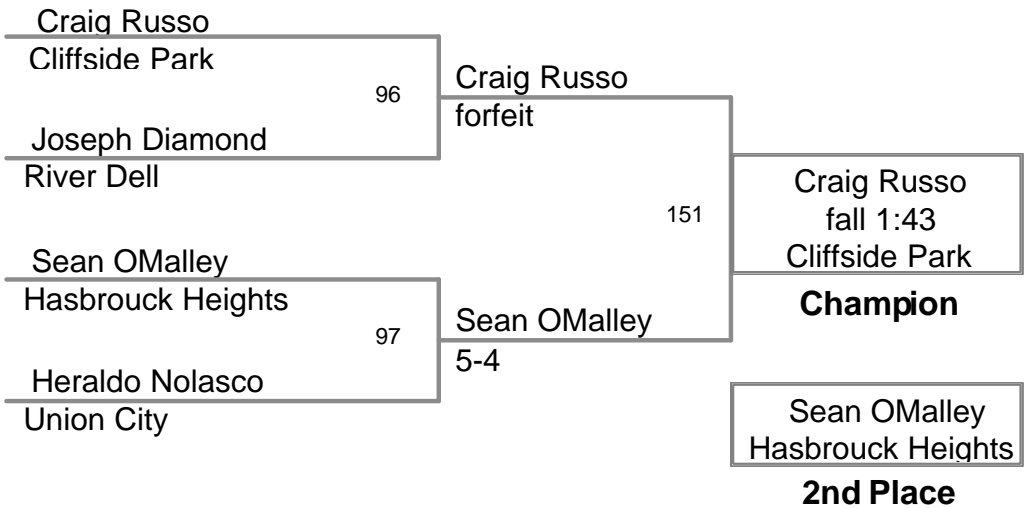 Craig Russo
Cliffside Park
96
Craig Russo
forfeit
Joseph Diamond
River Dell
151
Craig Russo
fall 1:43
Cliffside Park
Champion
Sean OMalley
Hasbrouck Heights
97
Sean OMalley
5-4
Heraldo Nolasco
Union City
Sean OMalley
Hasbrouck Heights
2nd Place